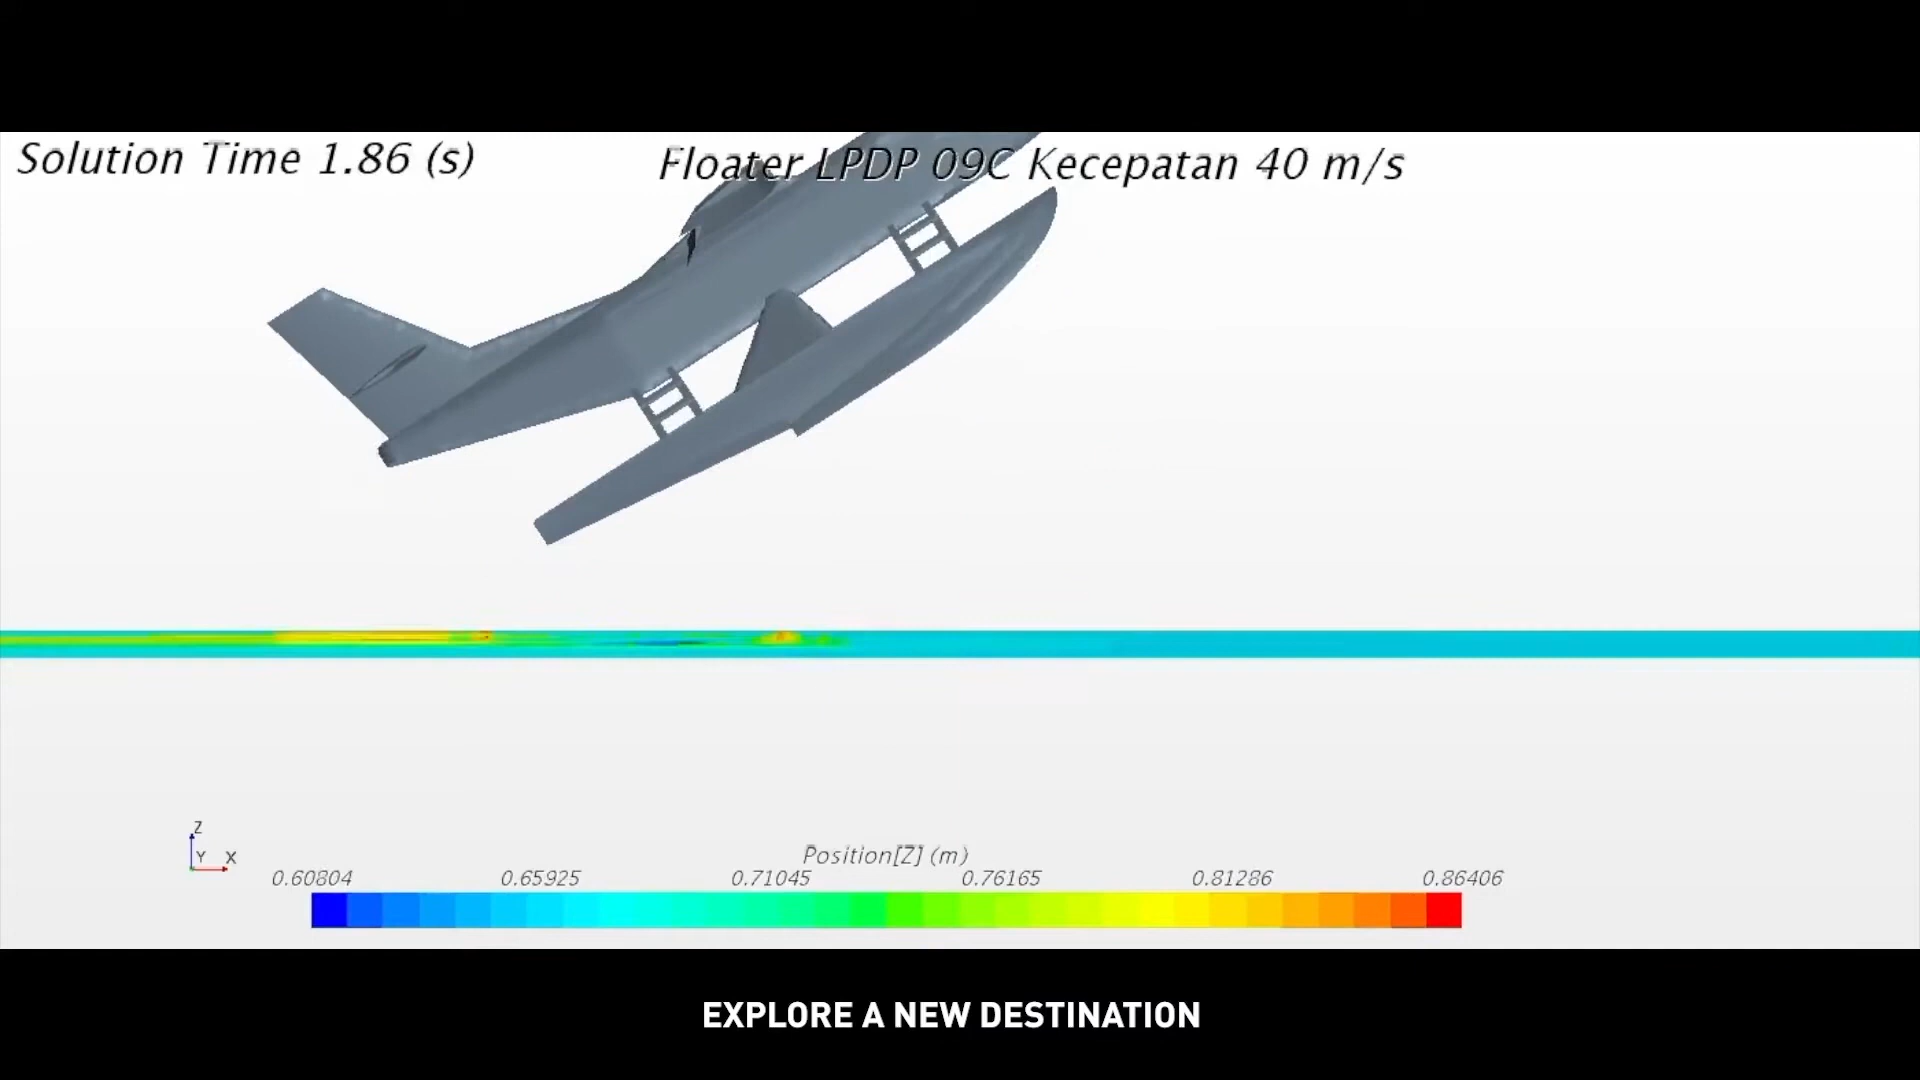 Solution Time 1.86 (s)
Floater LPDP 09C Kecepatan 40 m/s
Z
Y X
Position[Z] (m)
0.60804 0.65925 0.71045 0.76165 0.81286 0.86406
EXPLORE A NEW DESTINATION